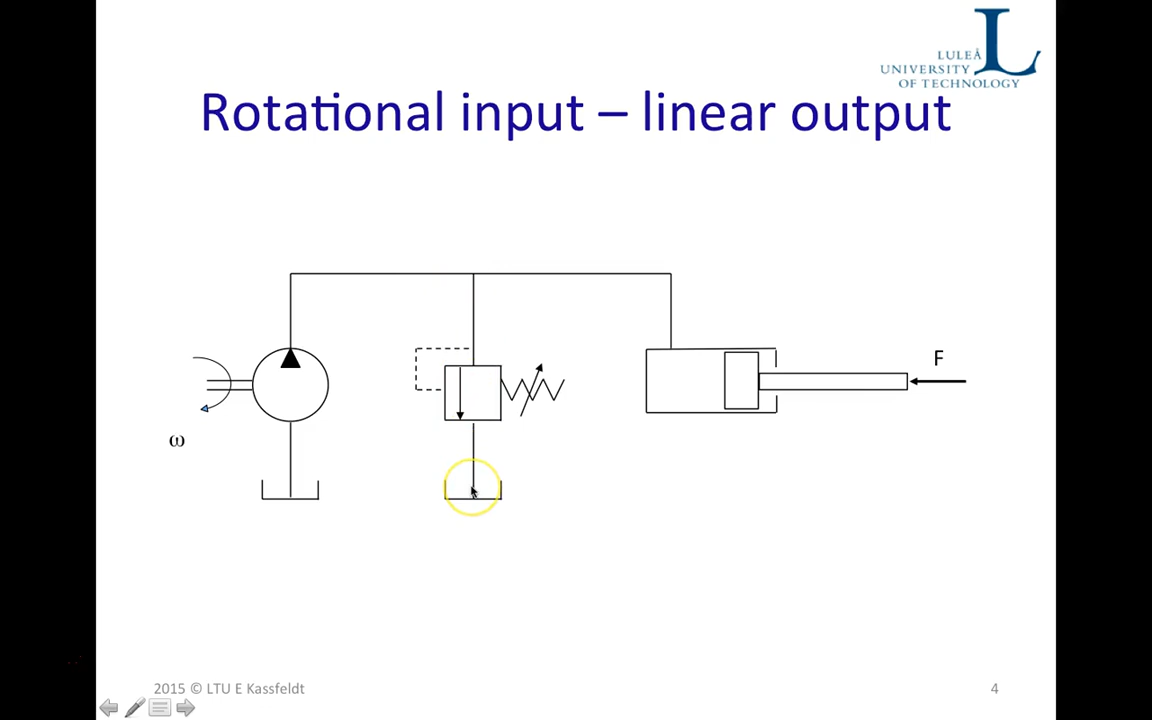 LULEÅ
UNIVERSITY
OF TECHNOLOGY
Rotational input – linear output
F
ω
2015 © LTU E Kassfeldt
4